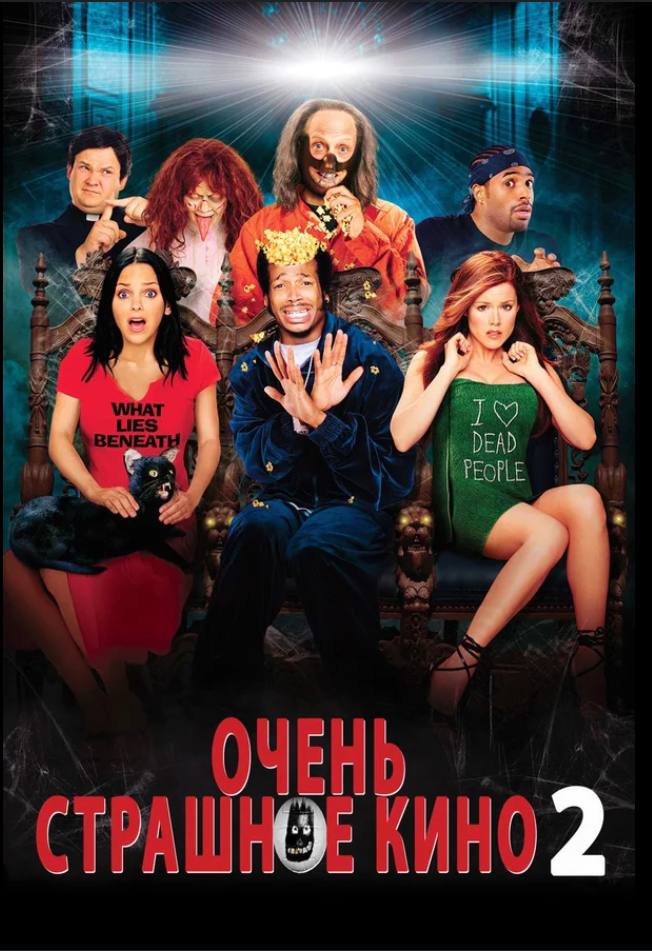 WHAT
LIES
BENEATH
I ♡
DEAD
PEOPLE
ОЧЕНЬ
СТРАШНОЕ КИНО 2